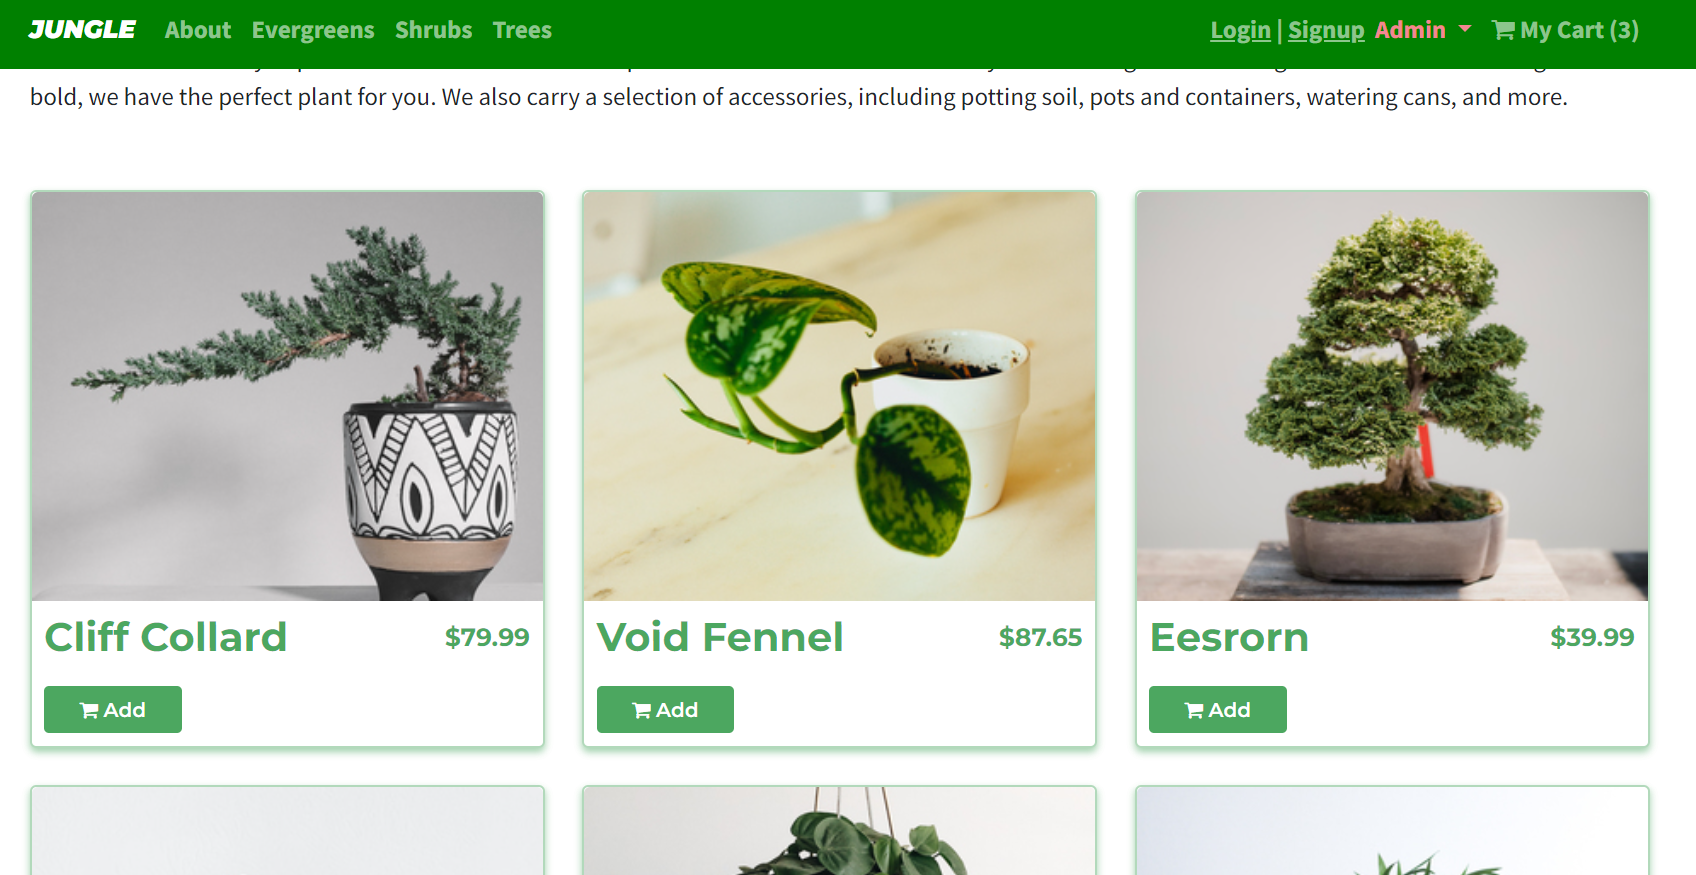 JUNGLE About Evergreens Shrubs Trees Login | Signup Admin My Cart (3)
bold, we have the perfect plant for you. We also carry a selection of accessories, including potting soil, pots and containers, watering cans, and more.
Cliff Collard $79.99
Void Fennel $87.65
Eesrorn $39.99
Add
Add
Add